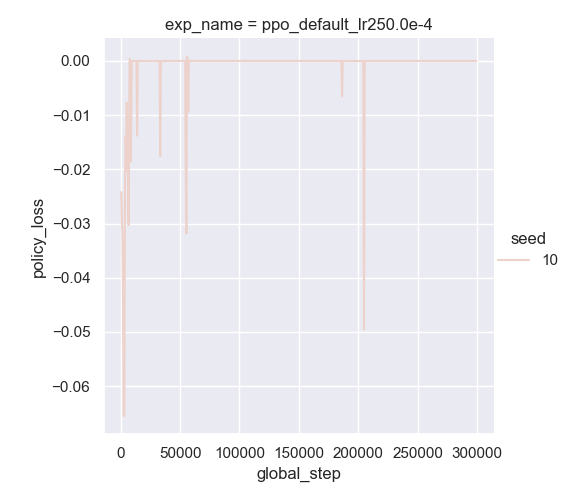 exp_name = ppo_default_lr250.0e-4
0.00
−0.01
−0.02
−0.03
−0.04
−0.05
−0.06
policy_loss
0 50000 100000 150000 200000 250000 300000
global_step
seed
10